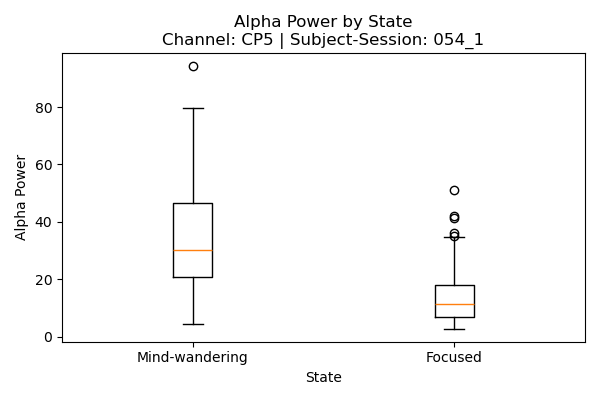 Alpha Power by State
Channel: CP5 | Subject-Session: 054_1
Alpha Power
80
60
40
20
0
Mind-wandering
Focused
State